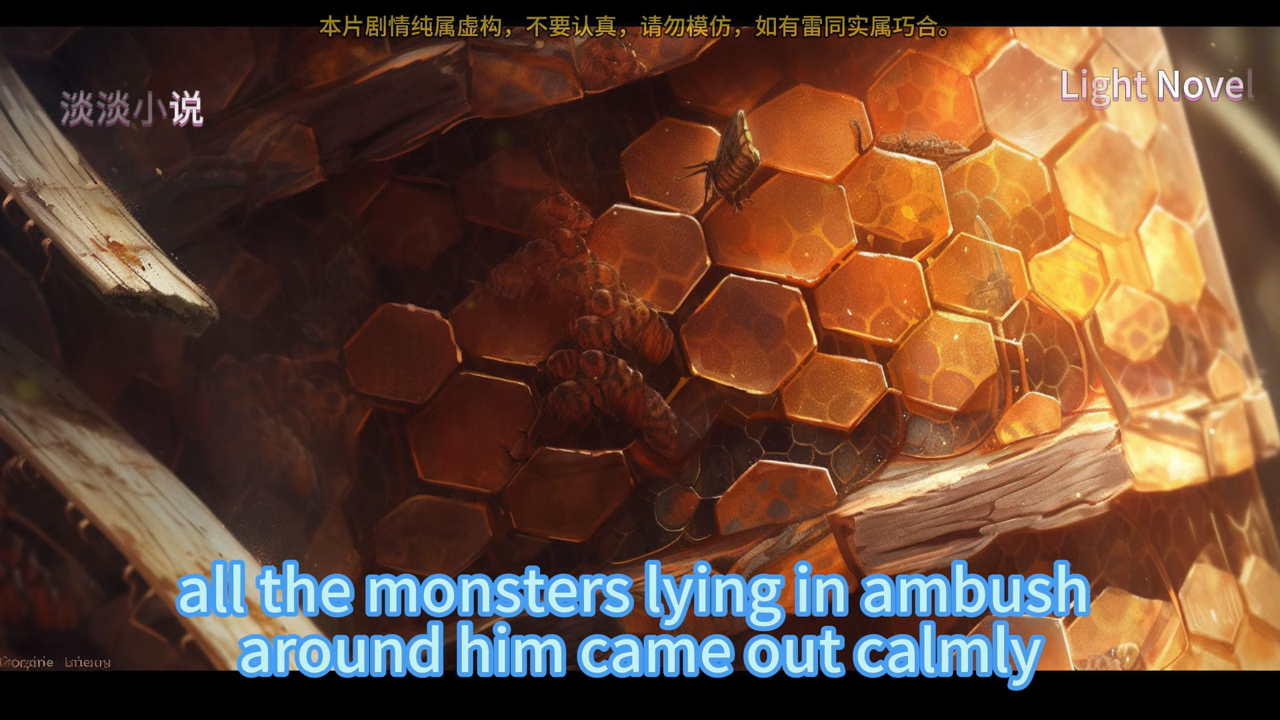 本片剧情纯属虚构，不要认真，请勿模仿，如有雷同实属巧合。
淡淡小说
Light Novel
all the monsters lying in ambush
around him came out calmly